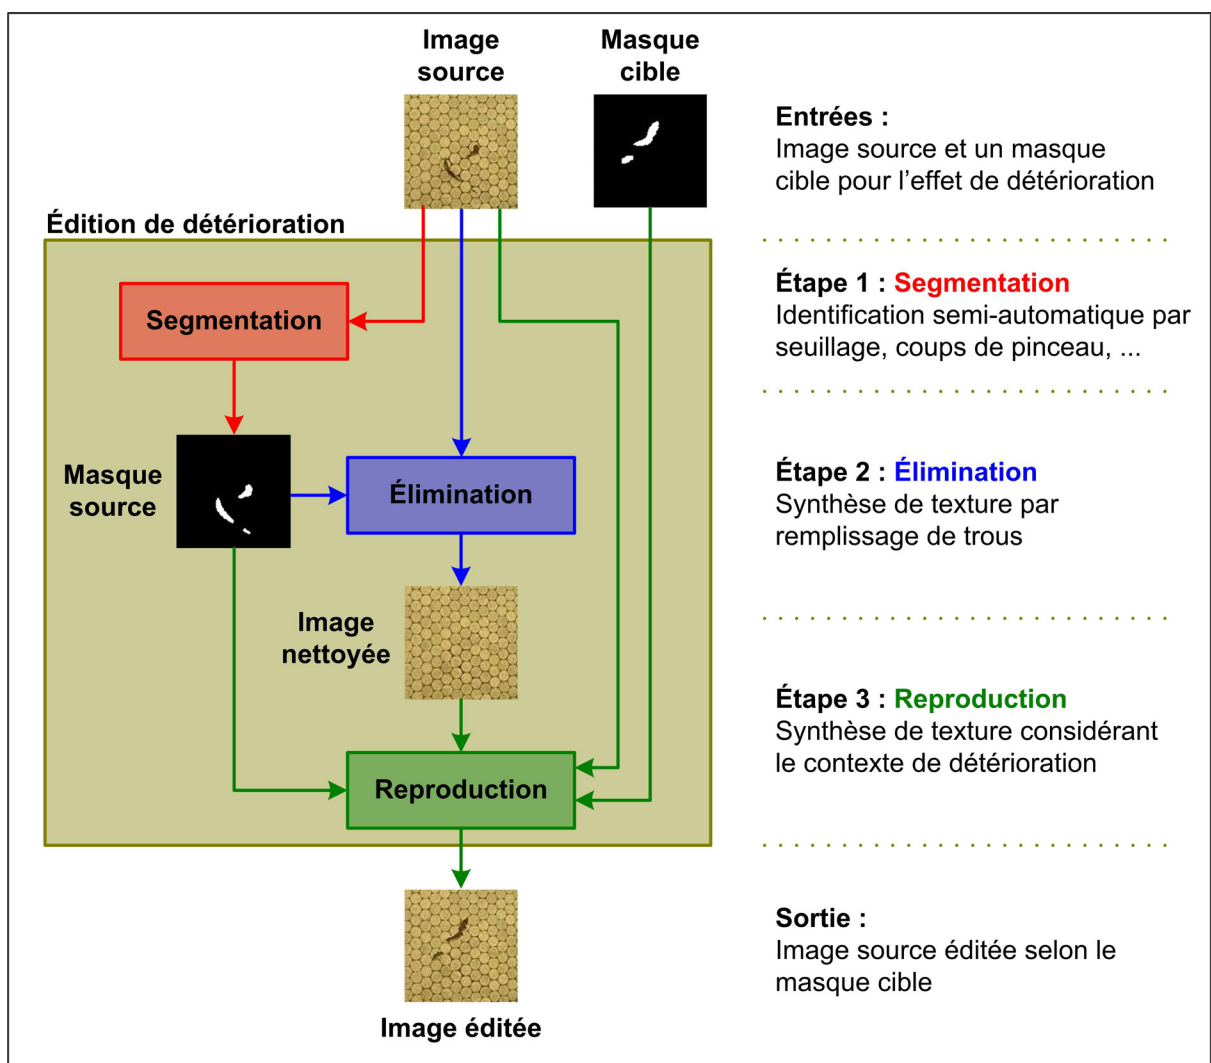 Image
source
Masque
cible
Entrées :
Image source et un masque
cible pour l'effet de détérioration
Édition de détérioration
Étape 1 : Segmentation
Identification semi-automatique par
seuillage, coups de pinceau, ...
Segmentation
Masque
source
Élimination
Étape 2 : Élimination
Synthèse de texture par
remplissage de trous
Image
nettoyée
Étape 3 : Reproduction
Synthèse de texture considérant
le contexte de détérioration
Reproduction
Sortie :
Image source éditée selon le
masque cible
Image éditée